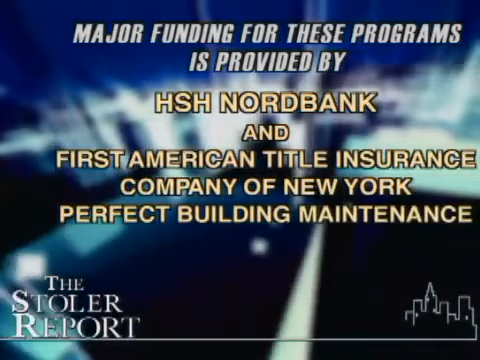 MAJOR FUNDING FOR THESE PROGRAMS
IS PROVIDED BY
HSH NORDBANK
AND
FIRST AMERICAN TITLE INSURANCE
COMPANY OF NEW YORK
PERFECT BUILDING MAINTENANCE
THE
STOLER
REPORT